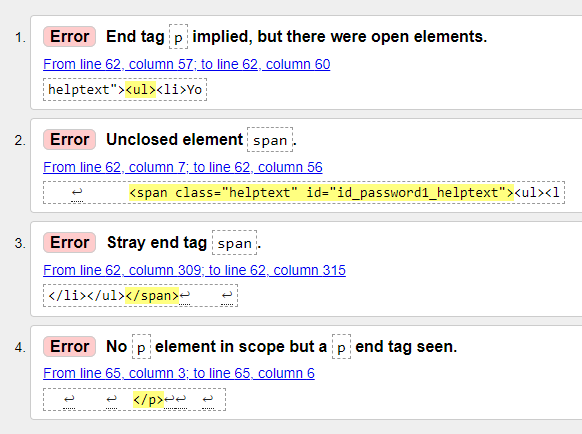 1. Error End tag p implied, but there were open elements.
From line 62, column 57; to line 62, column 60
helptext"><ul><li>Yo
2. Error Unclosed element span.
From line 62, column 7; to line 62, column 56
↩ <span class="helptext" id="id_password1_helptext"><ul><l
3. Error Stray end tag span.
From line 62, column 309; to line 62, column 315
</li></ul></span>↩ ↩
4. Error No p element in scope but a p end tag seen.
From line 65, column 3; to line 65, column 6
↩ ↩ </p>↩↩ ↩